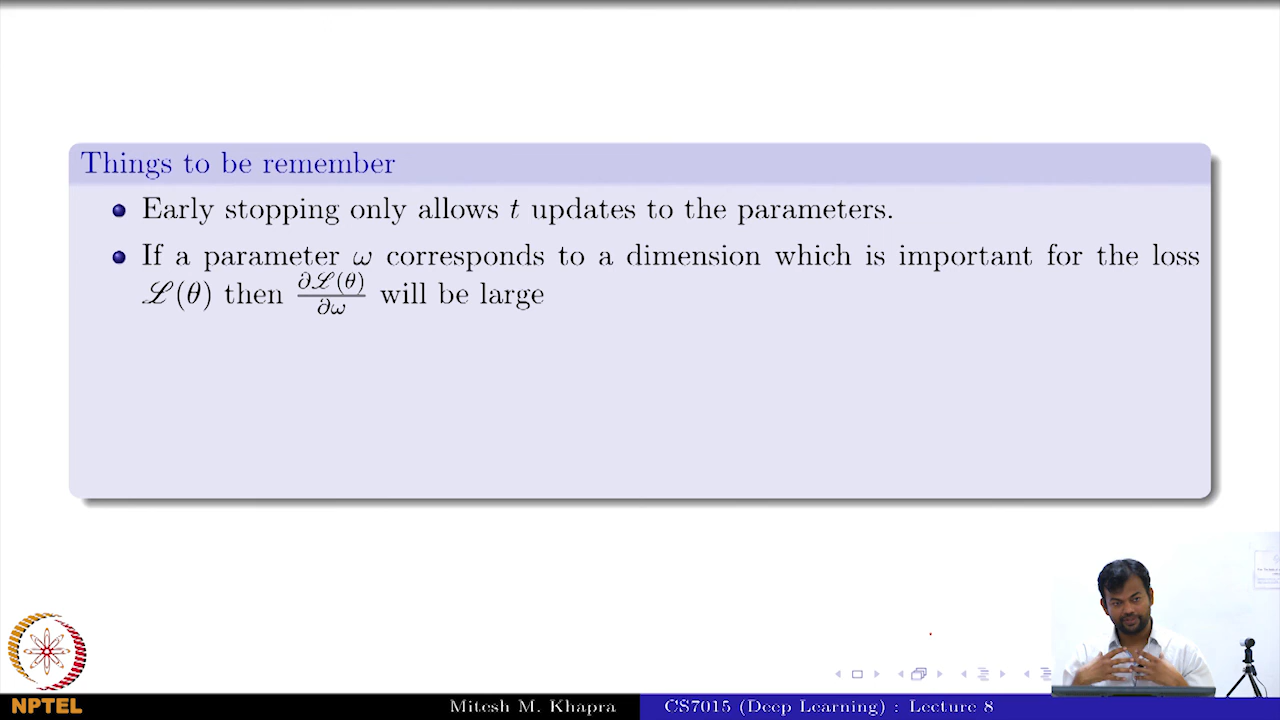 Things to be remember
Early stopping only allows t updates to the parameters.
If a parameter ω corresponds to a dimension which is important for the loss
ℒ(θ) then ∂ℒ(θ)/∂ω will be large
NPTEL
Mitesh M. Khapra
CS7015 (Deep Learning) : Lecture 8